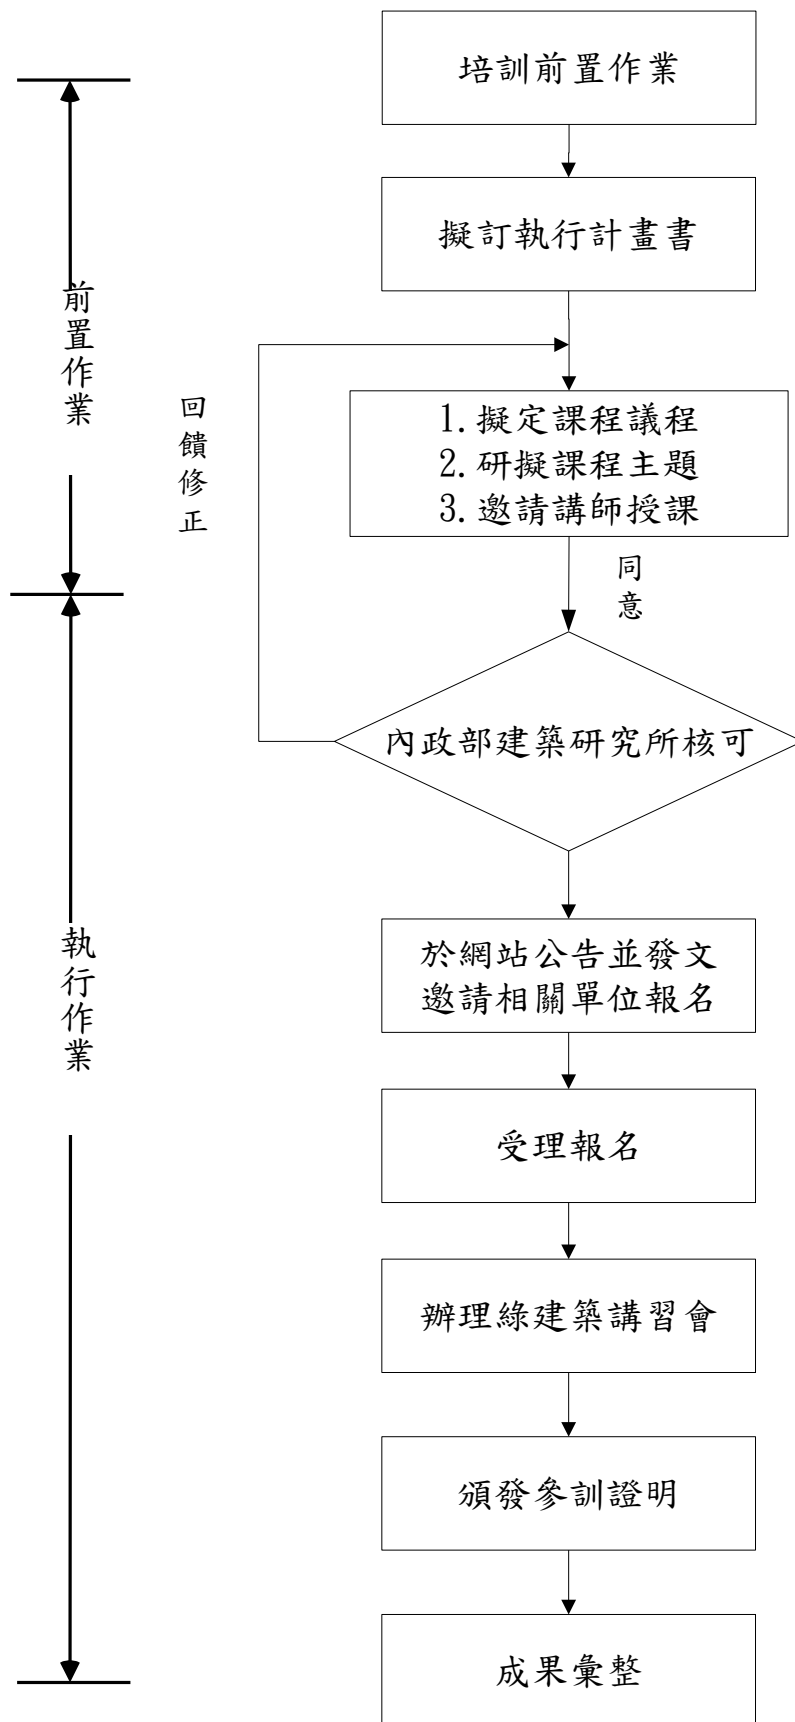 培訓前置作業
擬訂執行計畫書
前置作業
回饋修正
1.擬定課程議程
2.研擬課程主題
3.邀請講師授課
同意
內政部建築研究所核可
於網站公告並發文
邀請相關單位報名
執行作業
受理報名
辦理綠建築講習會
頒發參訓證明
成果彙整